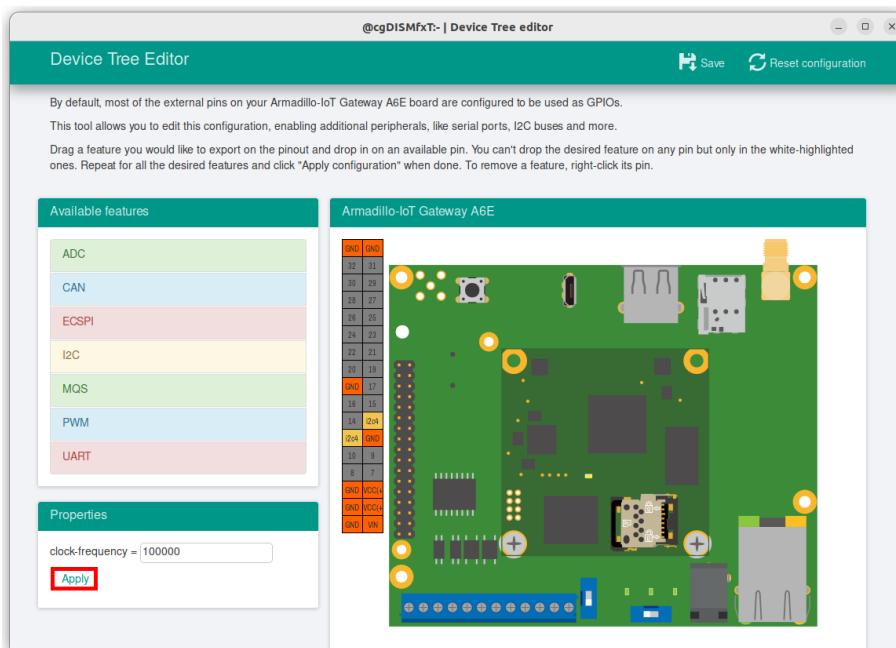 @cgDISMfxT:- | Device Tree editor
Device Tree Editor
Save
Reset configuration
By default, most of the external pins on your Armadillo-IoT Gateway A6E board are configured to be used as GPIOs.
This tool allows you to edit this configuration, enabling additional peripherals, like serial ports, I2C buses and more.
Drag a feature you would like to export on the pinout and drop in on an available pin. You can't drop the desired feature on any pin but only in the white-highlighted
ones. Repeat for all the desired features and click "Apply configuration" when done. To remove a feature, right-click its pin.
Available features
ADC
CAN
ECSPI
I2C
MQS
PWM
UART
Properties
clock-frequency = 100000
Apply
Armadillo-IoT Gateway A6E
GND GND
32 31
30 29
28 27
26 25
24 23
22 21
20 19
GND 17
16 15
14 i2c4
i2c4 GND
10 9
8 7
GND VCC(+
GND VCC(+
GND VIN